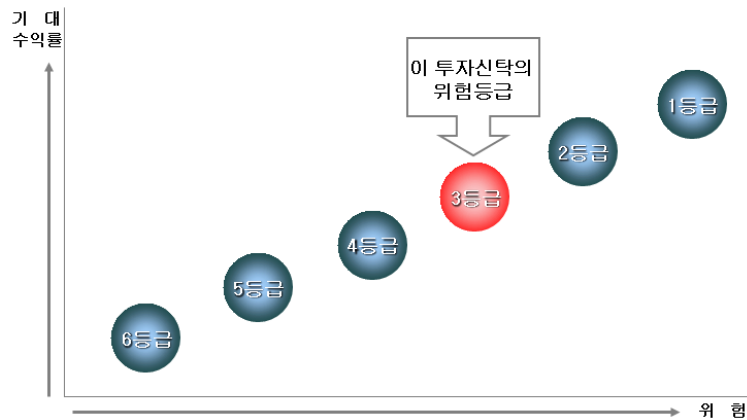 기 대
수익률
이 투자신탁의
위험등급
1등급
2등급
3등급
4등급
5등급
6등급
위 험